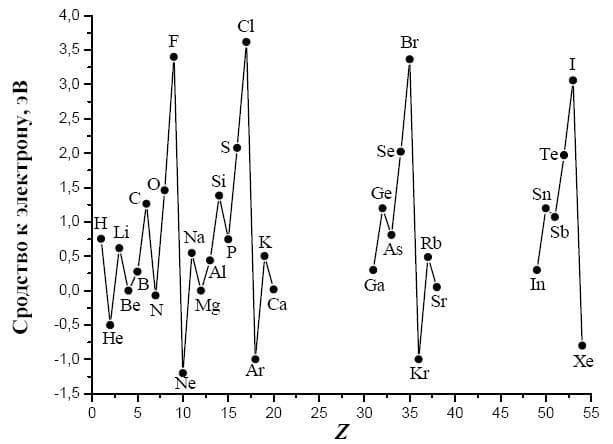 Сродство к электрону, эВ
4,0
3,5
3,0
2,5
2,0
1,5
1,0
0,5
0,0
-0,5
-1,0
-1,5
H
He
Li
Be
B
C
N
O
F
Ne
Na
Mg
Al
Si
P
S
Cl
Ar
K
Ca
Ga
Ge
As
Se
Br
Kr
Rb
Sr
In
Sn
Sb
Te
I
Xe
0 5 10 15 20 25 30 35 40 45 50 55
Z